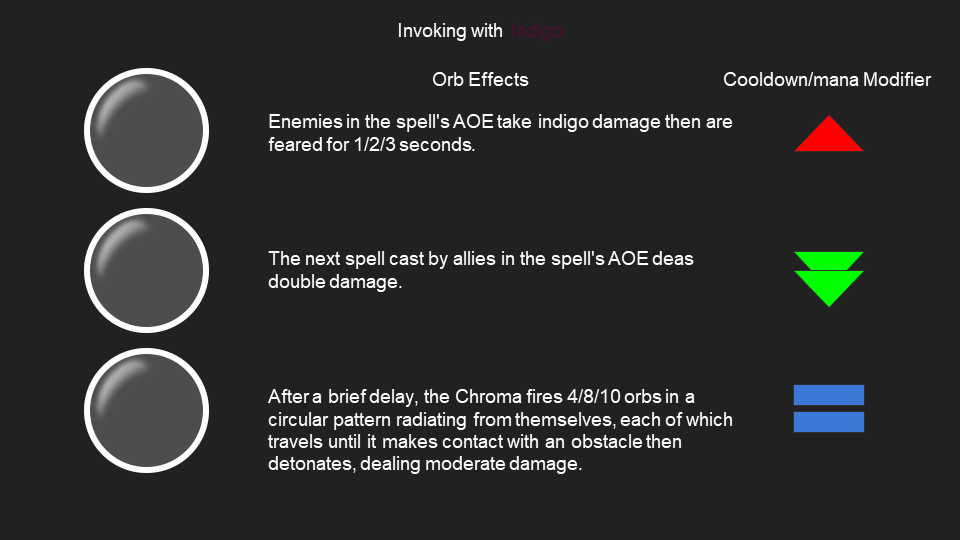 Invoking with Indigo
Orb Effects
Cooldown/mana Modifier
Enemies in the spell's AOE take indigo damage then are
feared for 1/2/3 seconds.
The next spell cast by allies in the spell's AOE deas
double damage.
After a brief delay, the Chroma fires 4/8/10 orbs in a
circular pattern radiating from themselves, each of which
travels until it makes contact with an obstacle then
detonates, dealing moderate damage.